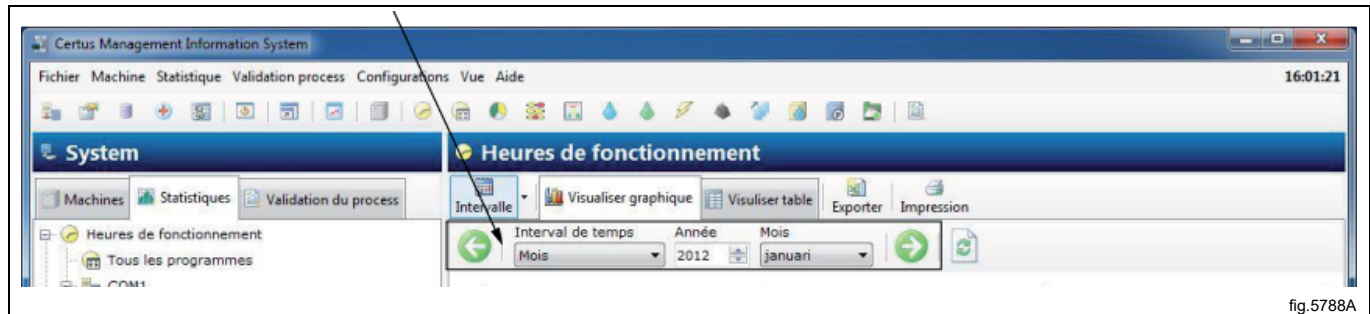 Certus Management Information System
Fichier Machine Statistique Validation process Configurations Vue Aide 16:01:21
System
Heures de fonctionnement
Machines Statistiques Validation du process
Intervalle Visualiser graphique Visuliser table Exporter Impression
Heures de fonctionnement
Interval de temps Année Mois
Tous les programmes
Mois 2012 januari
COM1
fig.5788A